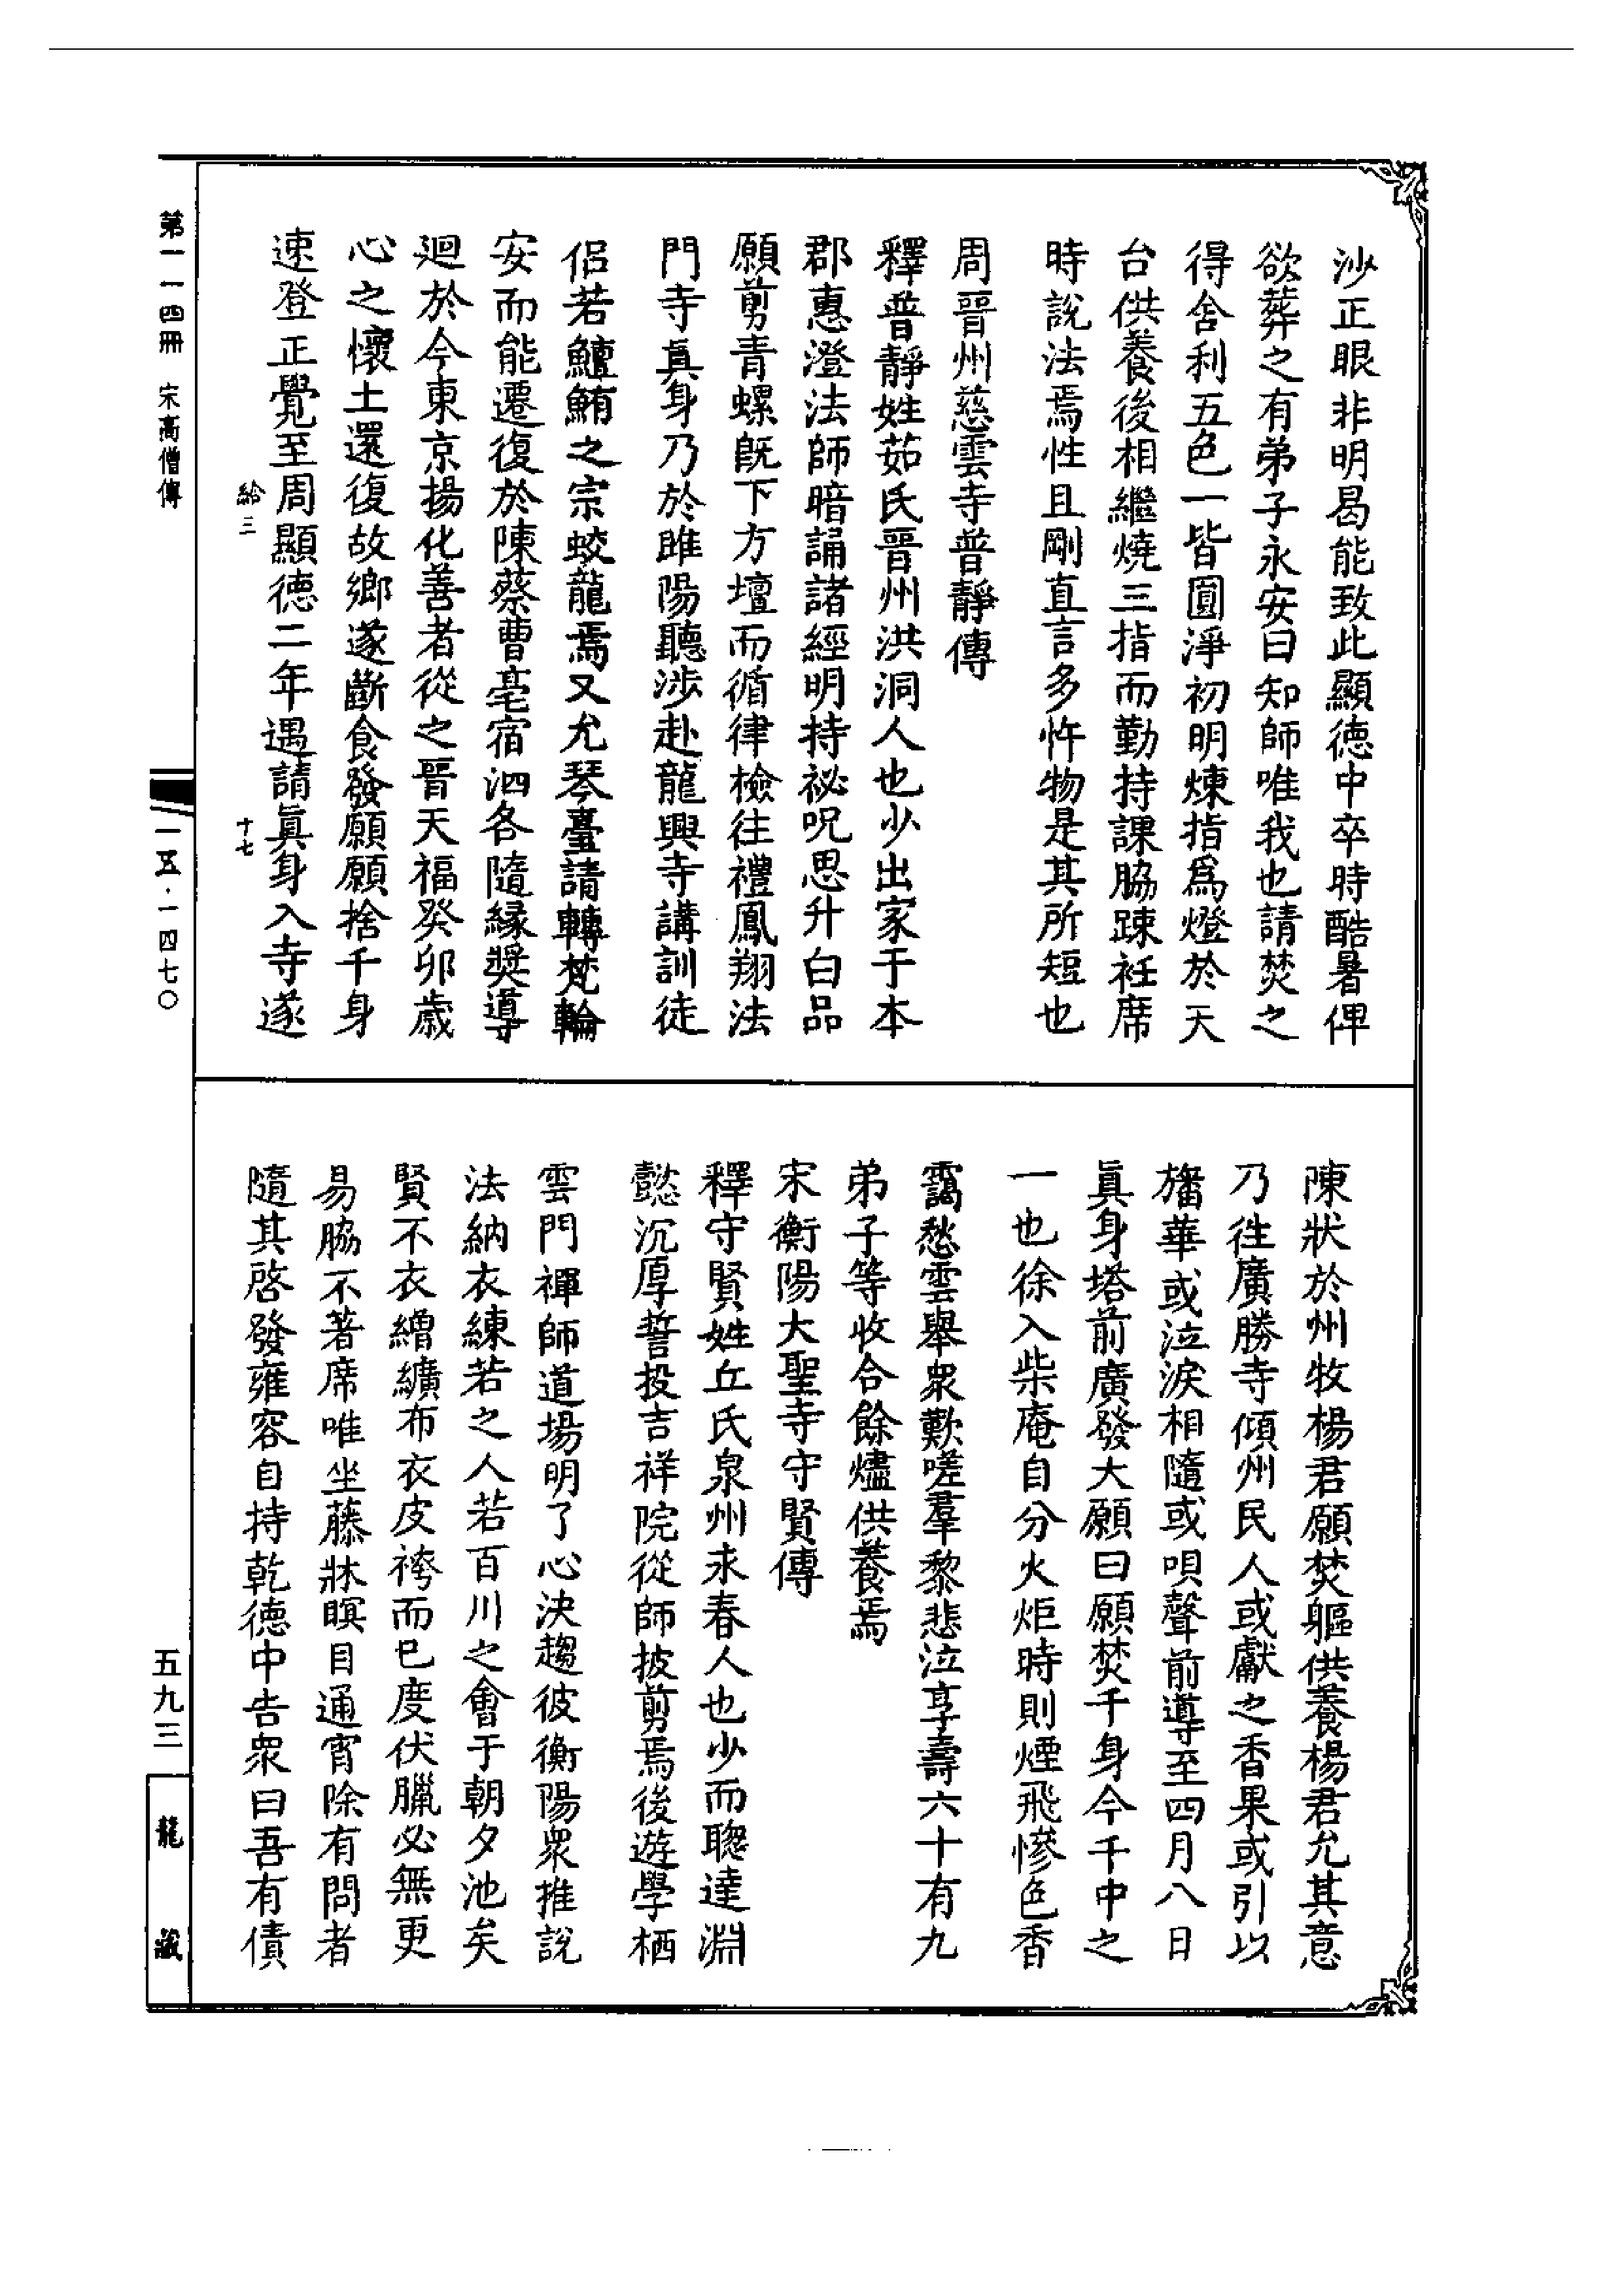 沙正眼非明曷能致此顯德中卒時酷暑俾
欲葬之有弟子永安曰知師唯我也請焚之
得舍利五色一皆圓淨初明煉指爲燈於天
台供養後相繼燒三指而勤持課脇踈衽席
時說法焉性且剛直言多忤物是其所短也
周晉州慈雲寺普靜傳
釋普靜姓茹氏晉州洪洞人也少出家于本
郡惠澄法師暗誦諸經明持祕呪思升白品
願剪青螺既下方壇而循律檢往禮鳳翔法
門寺眞身乃於雎陽聽涉赴龍興寺講訓徒
侶若鱣鮪之宗蛟龍焉又允琴臺請轉梵輪
安而能遷復於陳蔡曹亳宿泗各隨緣獎導
迴於今東京揚化善者從之晉天福癸卯歲
心之懷土還復故鄉遂斷食發願願捨千身
速登正覺至周顯德二年遇請眞身入寺遂
陳狀於州牧楊君願焚軀供養楊君允其意
乃徃廣勝寺傾州民人或獻之香果或引以
旛華或泣淚相隨或唄聲前導至四月八日
眞身塔前廣發大願曰願焚千身今千中之
一也徐入柴庵自分火炬時則煙飛慘色香
靄愁雲舉衆歎嗟羣黎悲泣享壽六十有九
弟子等收合餘燼供養焉
宋衡陽大聖寺守賢傳
釋守賢姓丘氏泉州永春人也少而聰達淵
懿沉厚誓投吉祥院從師披剪焉後遊學栖
雲門禪師道場明了心決趨彼衡陽衆推說
法納衣練若之人若百川之會于朝夕池矣
賢不衣繒纊布衣皮袴而已度伏臘必無更
易脇不著席唯坐藤牀瞑目通宵除有問者
隨其啓發雍容自持乾德中告衆曰吾有債
給三
十七
第一一四冊 宋高僧傳
一一五·一四七〇
五九三
龍藏